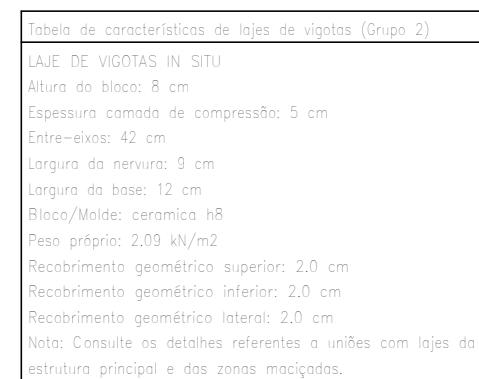 Tabela de características de lajes de vigotas (Grupo 2)
LAJE DE VIGOTAS IN SITU
Altura do bloco: 8 cm
Espessura camada de compressão: 5 cm
Entre-eixos: 42 cm
Largura da nervura: 9 cm
Largura da base: 12 cm
Bloco/Molde: ceramica h8
Peso próprio: 2.09 kN/m2
Recobrimento geométrico superior: 2.0 cm
Recobrimento geométrico inferior: 2.0 cm
Recobrimento geométrico lateral: 2.0 cm
Nota: Consulte os detalhes referentes a uniões com lajes da
estrutura principal e das zonas maciçadas.